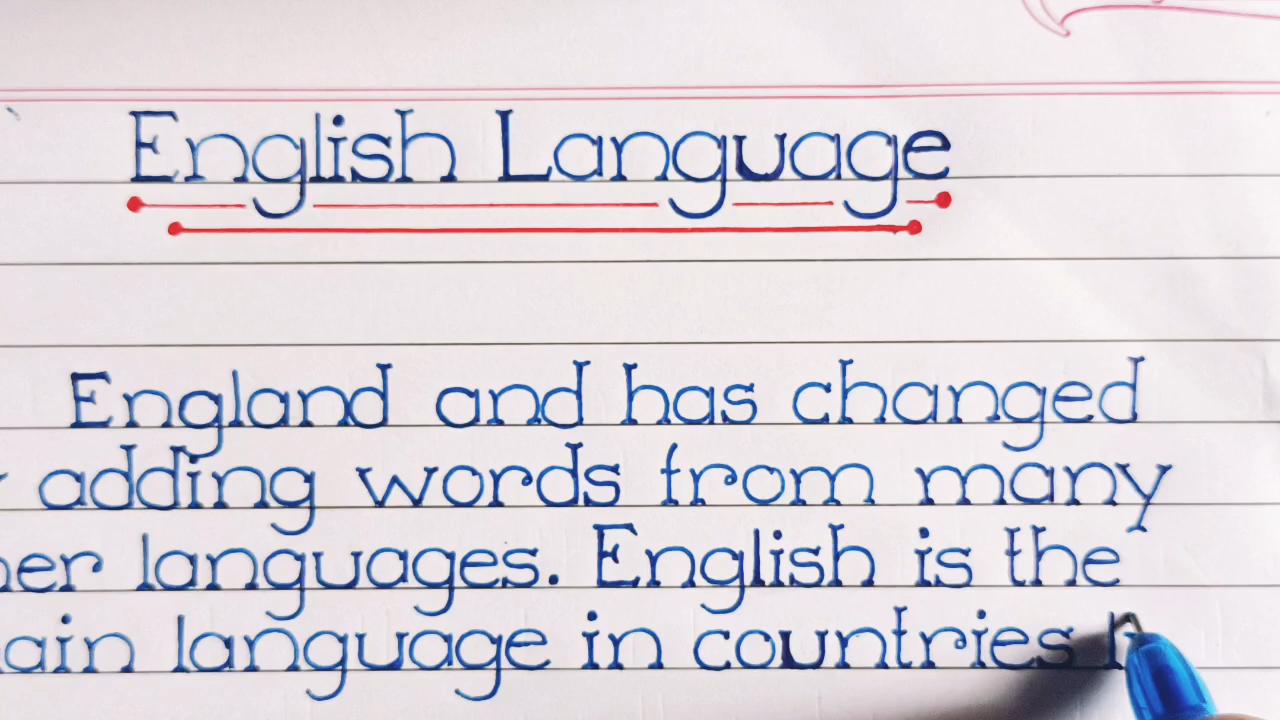 English Language
England and has changed
adding words from many
languages. English is the
language in countries